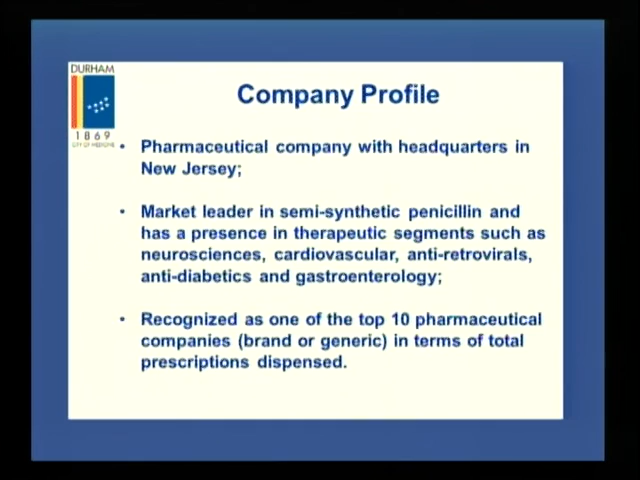 DURHAM
1869
CITY OF MEDICINE
Company Profile
• Pharmaceutical company with headquarters in
New Jersey;
• Market leader in semi-synthetic penicillin and
has a presence in therapeutic segments such as
neurosciences, cardiovascular, anti-retrovirals,
anti-diabetics and gastroenterology;
• Recognized as one of the top 10 pharmaceutical
companies (brand or generic) in terms of total
prescriptions dispensed.